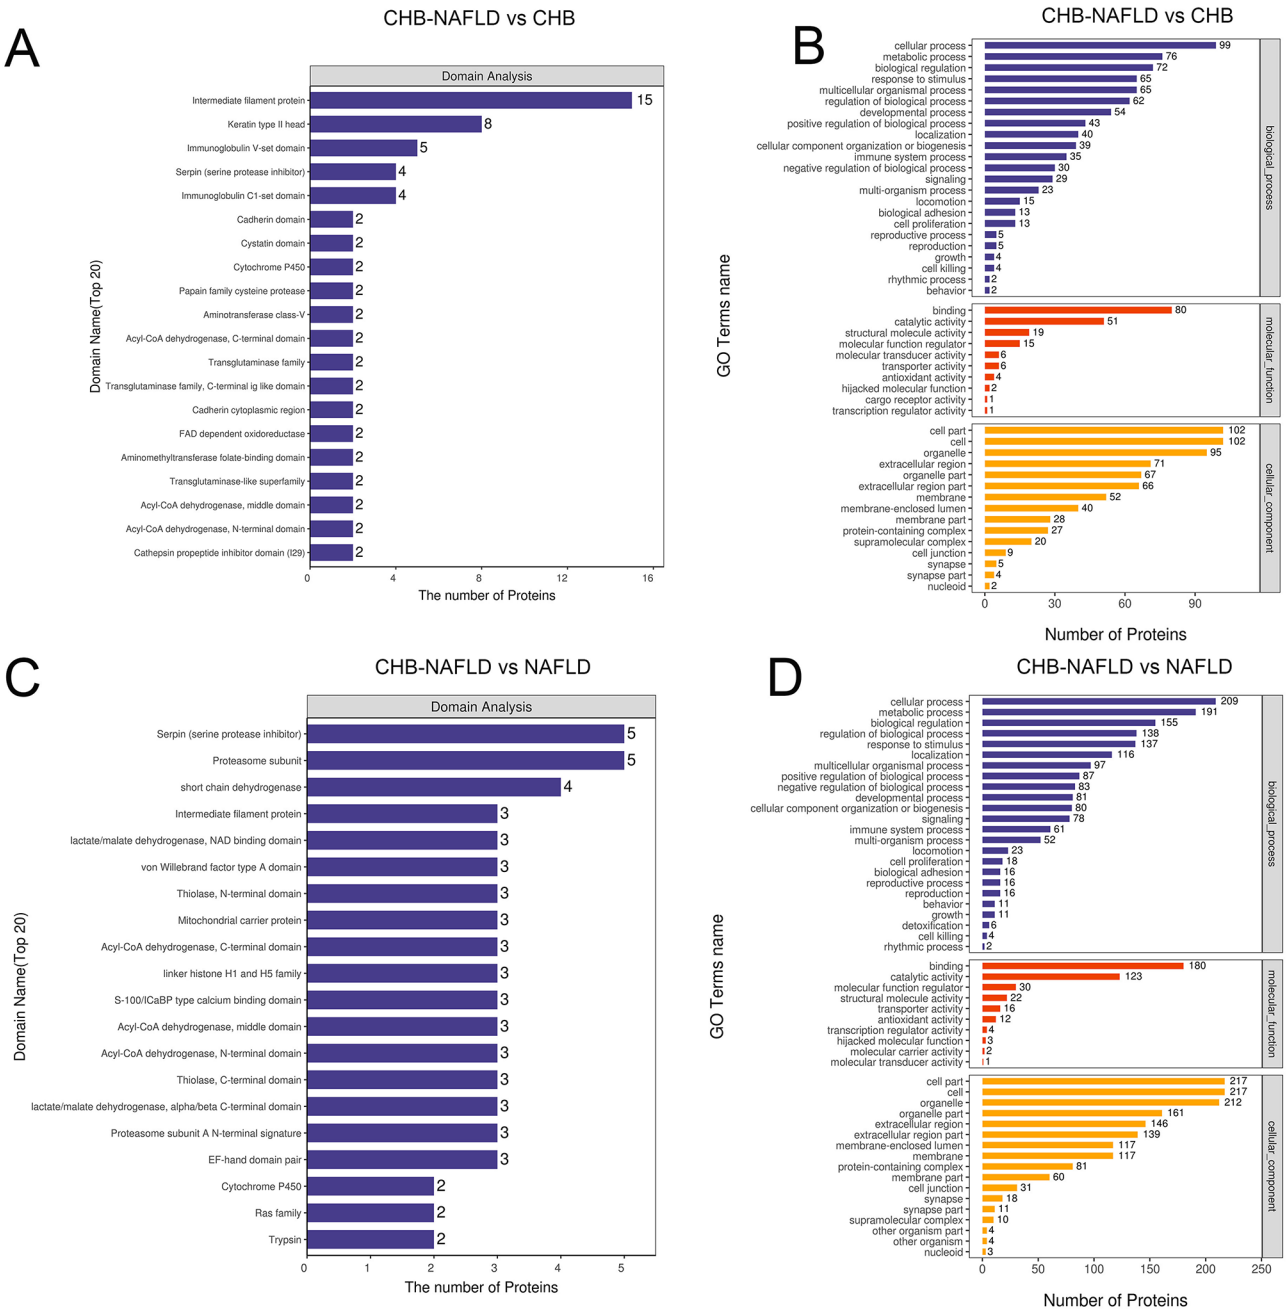 A
CHB-NAFLD vs CHB
Domain Analysis
Domain Name(Top 20)
Intermediate filament protein 15
Keratin type II head 8
Immunoglobulin V-set domain 5
Serpin (serine protease inhibitor) 4
Immunoglobulin C1-set domain 4
Cadherin domain 2
Cystatin domain 2
Cytochrome P450 2
Papain family cysteine protease 2
Aminotransferase class-V 2
Acyl-CoA dehydrogenase, C-terminal domain 2
Transglutaminase family 2
Transglutaminase family, C-terminal ig like domain 2
Cadherin cytoplasmic region 2
FAD dependent oxidoreductase 2
Aminomethyltransferase folate-binding domain 2
Transglutaminase-like superfamily 2
Acyl-CoA dehydrogenase, middle domain 2
Acyl-CoA dehydrogenase, N-terminal domain 2
Cathepsin propeptide inhibitor domain (I29) 2
0 4 8 12 16
The number of Proteins
B
CHB-NAFLD vs CHB
GO Terms name
cellular process 99
metabolic process 76
biological regulation 72
response to stimulus 65
multicellular organismal process 65
regulation of biological process 62
developmental process 54
positive regulation of biological process 43
localization 40
cellular component organization or biogenesis 39
immune system process 35
negative regulation of biological process 30
signaling 29
multi-organism process 23
locomotion 15
biological adhesion 13
cell proliferation 13
reproductive process 5
reproduction 5
growth 4
cell killing 4
rhythmic process 2
behavior 2
biological_process
binding 80
catalytic activity 51
structural molecule activity 19
molecular function regulator 15
molecular transducer activity 6
transporter activity 6
antioxidant activity 4
hijacked molecular function 2
cargo receptor activity 1
transcription regulator activity 1
molecular_function
cell part 102
cell 102
organelle 95
extracellular region 71
organelle part 67
extracellular region part 66
membrane 52
membrane-enclosed lumen 40
membrane part 28
protein-containing complex 27
supramolecular complex 20
cell junction 9
synapse 5
synapse part 4
nucleoid 2
cellular_component
0 30 60 90
Number of Proteins
C
CHB-NAFLD vs NAFLD
Domain Analysis
Domain Name(Top 20)
Serpin (serine protease inhibitor) 5
Proteasome subunit 5
short chain dehydrogenase 4
Intermediate filament protein 3
lactate/malate dehydrogenase, NAD binding domain 3
von Willebrand factor type A domain 3
Thiolase, N-terminal domain 3
Mitochondrial carrier protein 3
Acyl-CoA dehydrogenase, C-terminal domain 3
linker histone H1 and H5 family 3
S-100/ICaBP type calcium binding domain 3
Acyl-CoA dehydrogenase, middle domain 3
Acyl-CoA dehydrogenase, N-terminal domain 3
Thiolase, C-terminal domain 3
lactate/malate dehydrogenase, alpha/beta C-terminal domain 3
Proteasome subunit A N-terminal signature 3
EF-hand domain pair 3
Cytochrome P450 2
Ras family 2
Trypsin 2
0 1 2 3 4 5
The number of Proteins
D
CHB-NAFLD vs NAFLD
GO Terms name
cellular process 209
metabolic process 191
biological regulation 155
regulation of biological process 138
response to stimulus 137
localization 116
multicellular organismal process 97
positive regulation of biological process 87
negative regulation of biological process 83
developmental process 81
cellular component organization or biogenesis 80
signaling 78
immune system process 61
multi-organism process 52
locomotion 23
cell proliferation 18
biological adhesion 16
reproductive process 16
reproduction 16
behavior 11
growth 11
detoxification 6
cell killing 4
rhythmic process 2
biological_process
binding 180
catalytic activity 123
molecular function regulator 30
structural molecule activity 22
transporter activity 16
antioxidant activity 12
transcription regulator activity 4
hijacked molecular function 3
molecular carrier activity 2
molecular transducer activity 1
molecular_function
cell part 217
cell 217
organelle 212
organelle part 161
extracellular region 146
extracellular region part 139
membrane-enclosed lumen 117
membrane 117
protein-containing complex 81
membrane part 60
cell junction 31
synapse 18
synapse part 11
supramolecular complex 10
other organism part 4
other organism 4
nucleoid 3
cellular_component
0 50 100 150 200 250
Number of Proteins